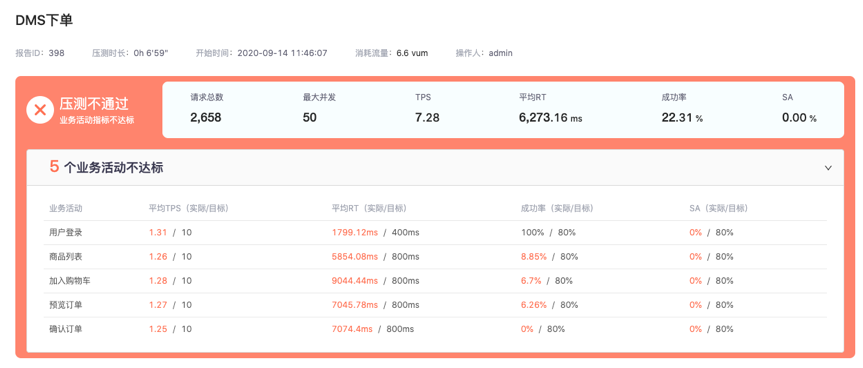 DMS下单
报告ID: 398 压测时长: 0h 6'59" 开始时间: 2020-09-14 11:46:07 消耗流量: 6.6 vum 操作人: admin
压测不通过
业务活动指标不达标
请求总数 最大并发 TPS 平均RT 成功率 SA
2,658 50 7.28 6,273.16 ms 22.31 % 0.00 %
5 个业务活动不达标
业务活动 平均TPS（实际/目标） 平均RT（实际/目标） 成功率（实际/目标） SA（实际/目标）
用户登录 1.31 / 10 1799.12ms / 400ms 100% / 80% 0% / 80%
商品列表 1.26 / 10 5854.08ms / 800ms 8.85% / 80% 0% / 80%
加入购物车 1.28 / 10 9044.44ms / 800ms 6.7% / 80% 0% / 80%
预览订单 1.27 / 10 7045.78ms / 800ms 6.26% / 80% 0% / 80%
确认订单 1.25 / 10 7074.4ms / 800ms 0% / 80% 0% / 80%